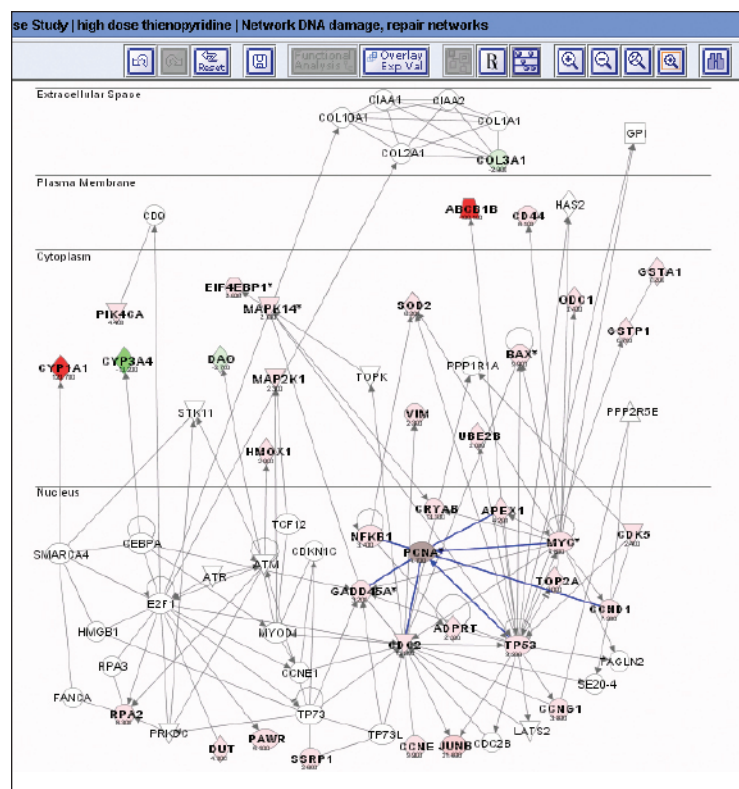 se Study | high dose thienopyridine | Network DNA damage, repair networks
Reset
Functional
Analysis
Overlay
Exp Val
R
Extracellular Space
CIAA1
CIAA2
COL10A1
COL1A1
GPI
COL2A1
COL3A1
Plasma Membrane
ABCB1B
CD44
HAS2
CDO
Cytoplasm
GSTA1
EIF4EBP1*
MAPK14*
SOD2
ODC1
PIK4CA
GSTP1
CYP1A1
CYP3A4
DAO
MAP2K1
TOPK
PPP1R1A
BAX*
STK11
VIM
PPP2R5E
UBE2B
HMOX1
Nucleus
CRYAB
APEX1
TCF12
NFKB1
MYC*
CDK5
CEBPA
CDKN1C
PCNA
SMARCA4
ATM
ATR
TOP2A
GADD45A*
E2F1
CCND1
HMGB1
MYOD1
ADPRT
CDC2
TP53
RPA3
CCNE1
TAGLN2
FANCA
SE20-4
RPA2
TP73
CCNG1
PRKDC
TP73L
LATS2
DUT
PAWR
SSRP1
CCNE
JUNB
CDC2B